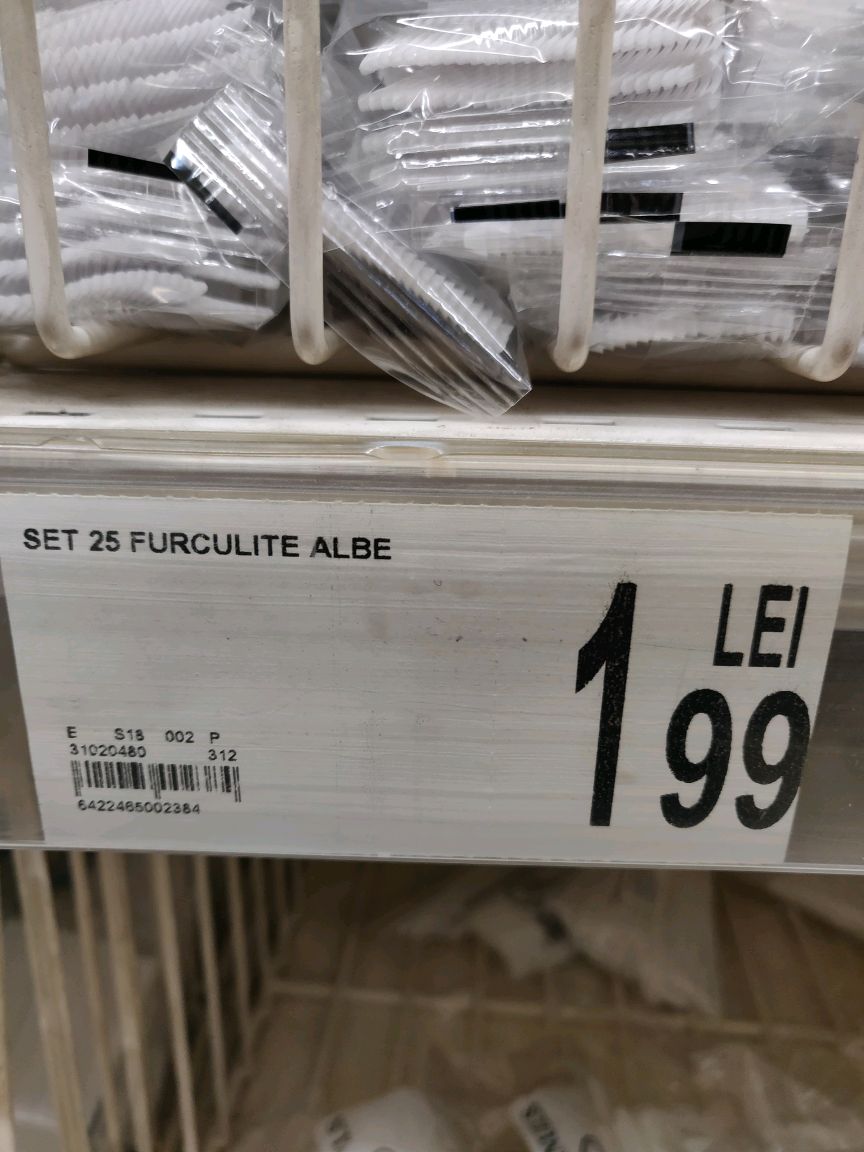 SET 25 FURCULITE ALBE
1 LEI
99
E S18 002 P
31020480 312
6422465002384